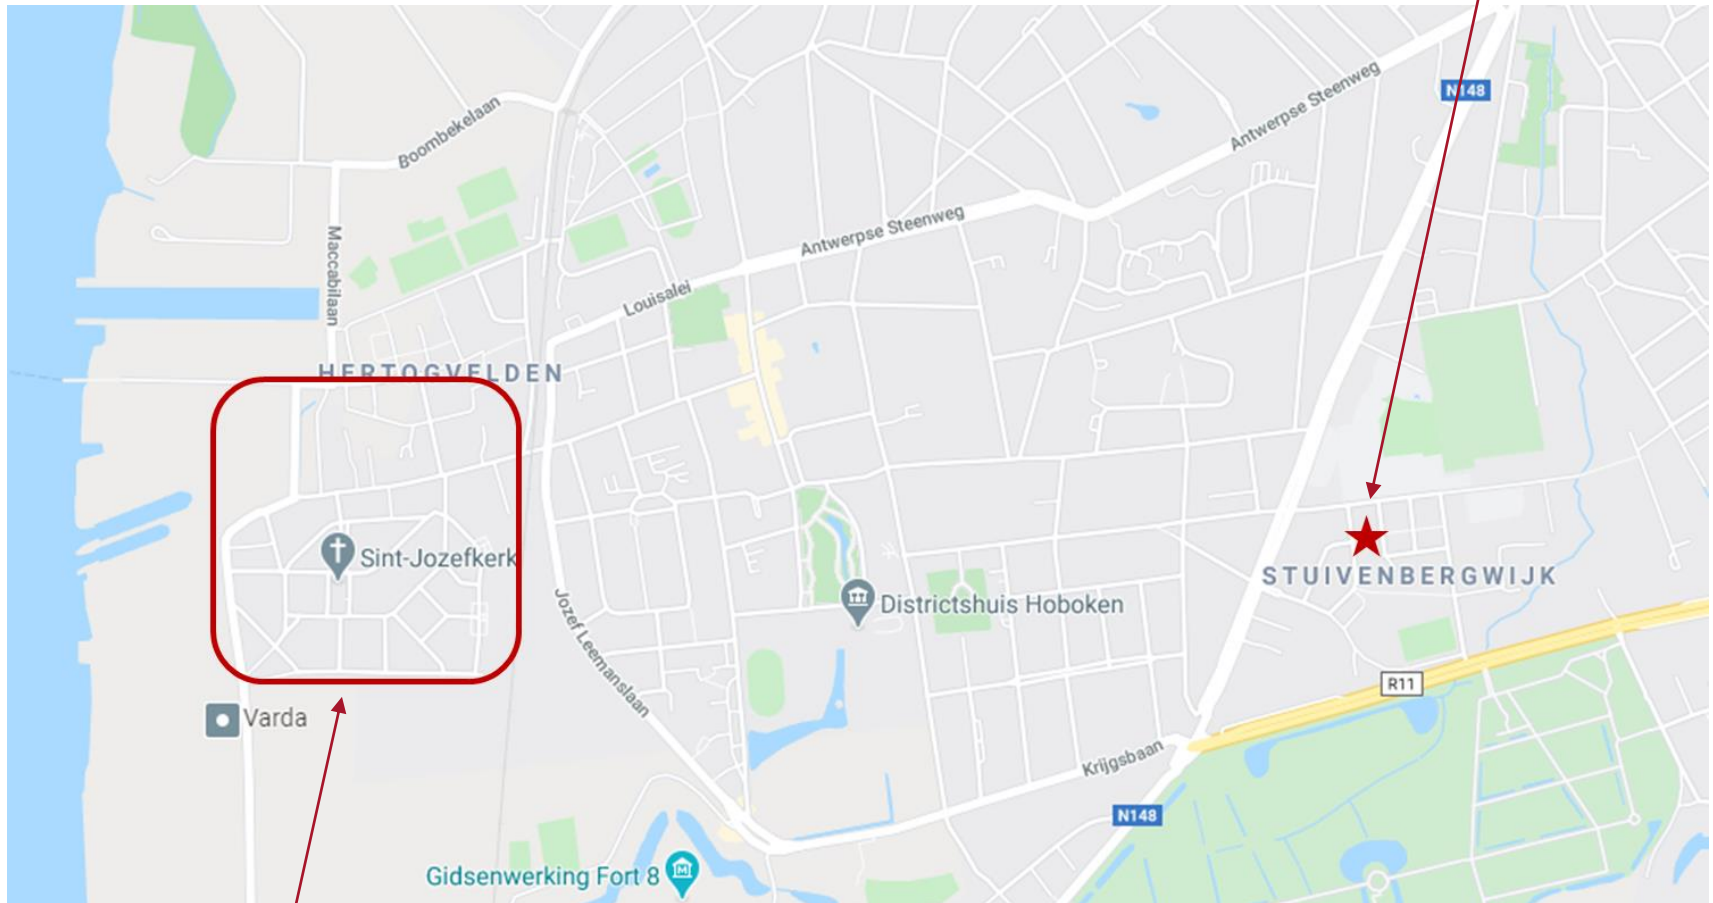 N148
Antwerpse Steenweg
Boombekelaan
Antwerpse Steenweg
Maccabilaan
Louisalei
HERTOGVELDEN
Sint-Jozefkerk
STUIVENBERGWIJK
Districtshuis Hoboken
Jozef Leemanslaan
R11
Varda
Krijgsbaan
N148
Gidsenwerking Fort 8
M